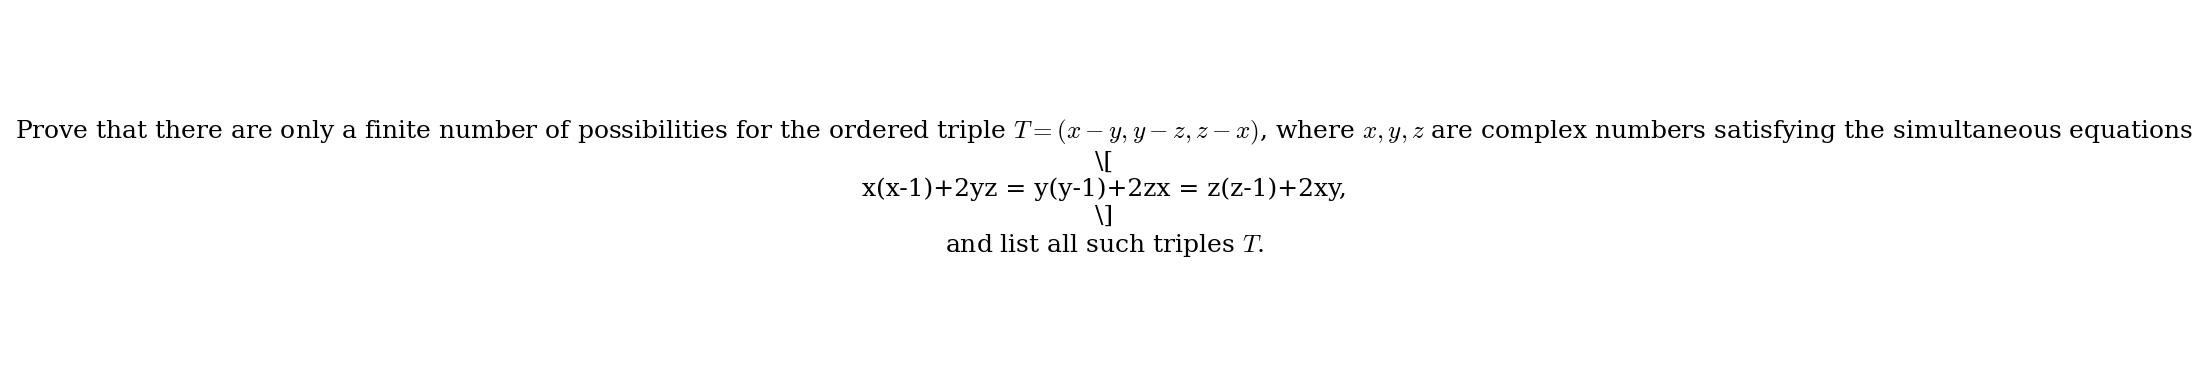 Prove that there are only a finite number of possibilities for the ordered triple $T = (x - y, y - z, z - x)$, where $x, y, z$ are complex numbers satisfying the simultaneous equations
\[
x(x-1)+2yz = y(y-1)+2zx = z(z-1)+2xy,
\]
and list all such triples $T$.